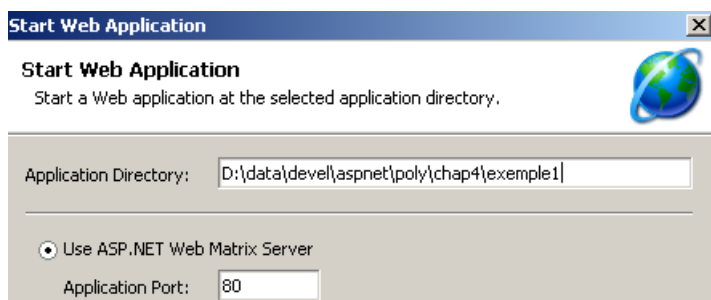 Start Web Application
Start Web Application
Start a Web application at the selected application directory.
Application Directory: D:\data\devel\aspnet\poly\chap4\exemple1
Use ASP.NET Web Matrix Server
Application Port: 80